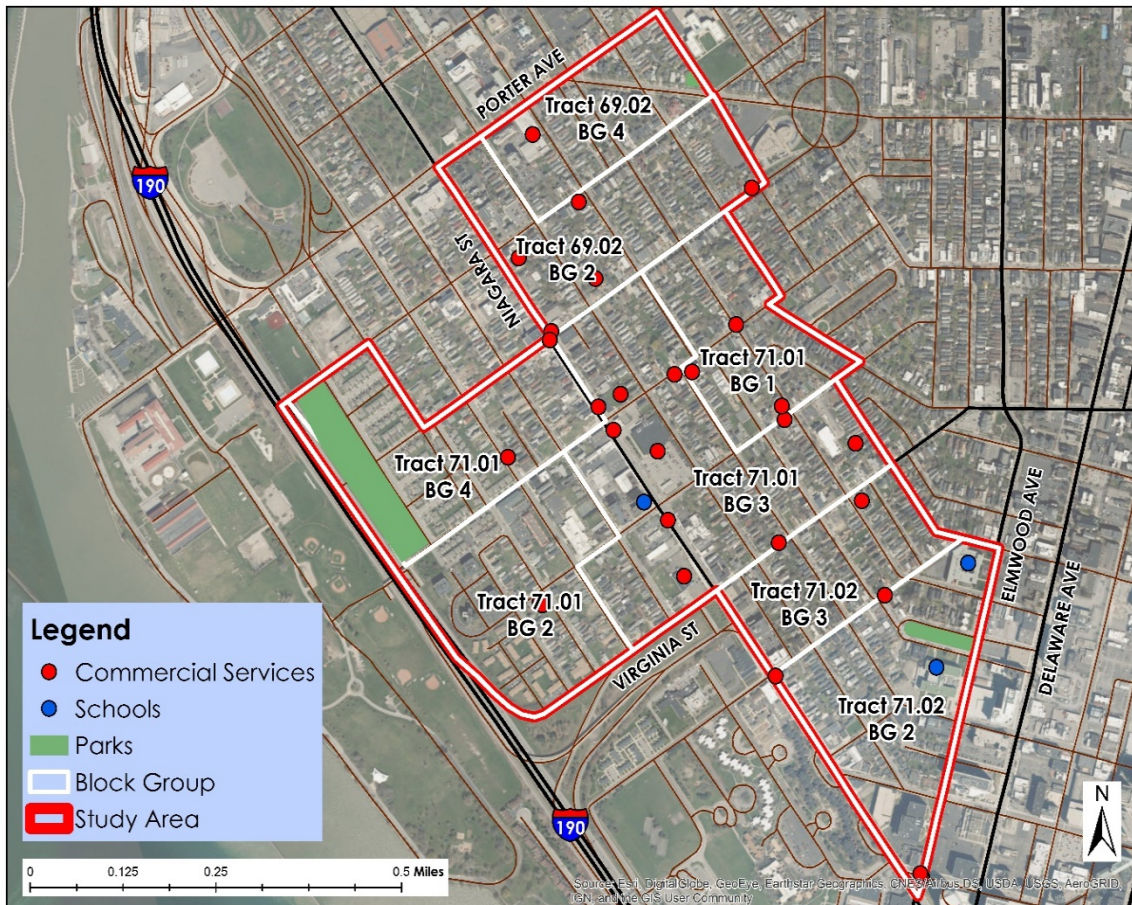 PORTER AVE
Tract 69.02
BG 4
190
NIAGARA ST
Tract 69.02
BG 2
Tract 71.01
BG 1
Tract 71.01
BG 4
Tract 71.01
BG 3
ELMWOOD AVE
DELAWARE AVE
Tract 71.01
BG 2
Tract 71.02
BG 3
VIRGINIA ST
Tract 71.02
BG 2
Legend
Commercial Services
Schools
Parks
Block Group
Study Area
190
N
0 0.125 0.25 0.5 Miles
Source: Esri, DigitalGlobe, GeoEye, Earthstar Geographics, CNES/Airbus DS, USDA, USGS, AeroGRID,
IGN, and the GIS User Community